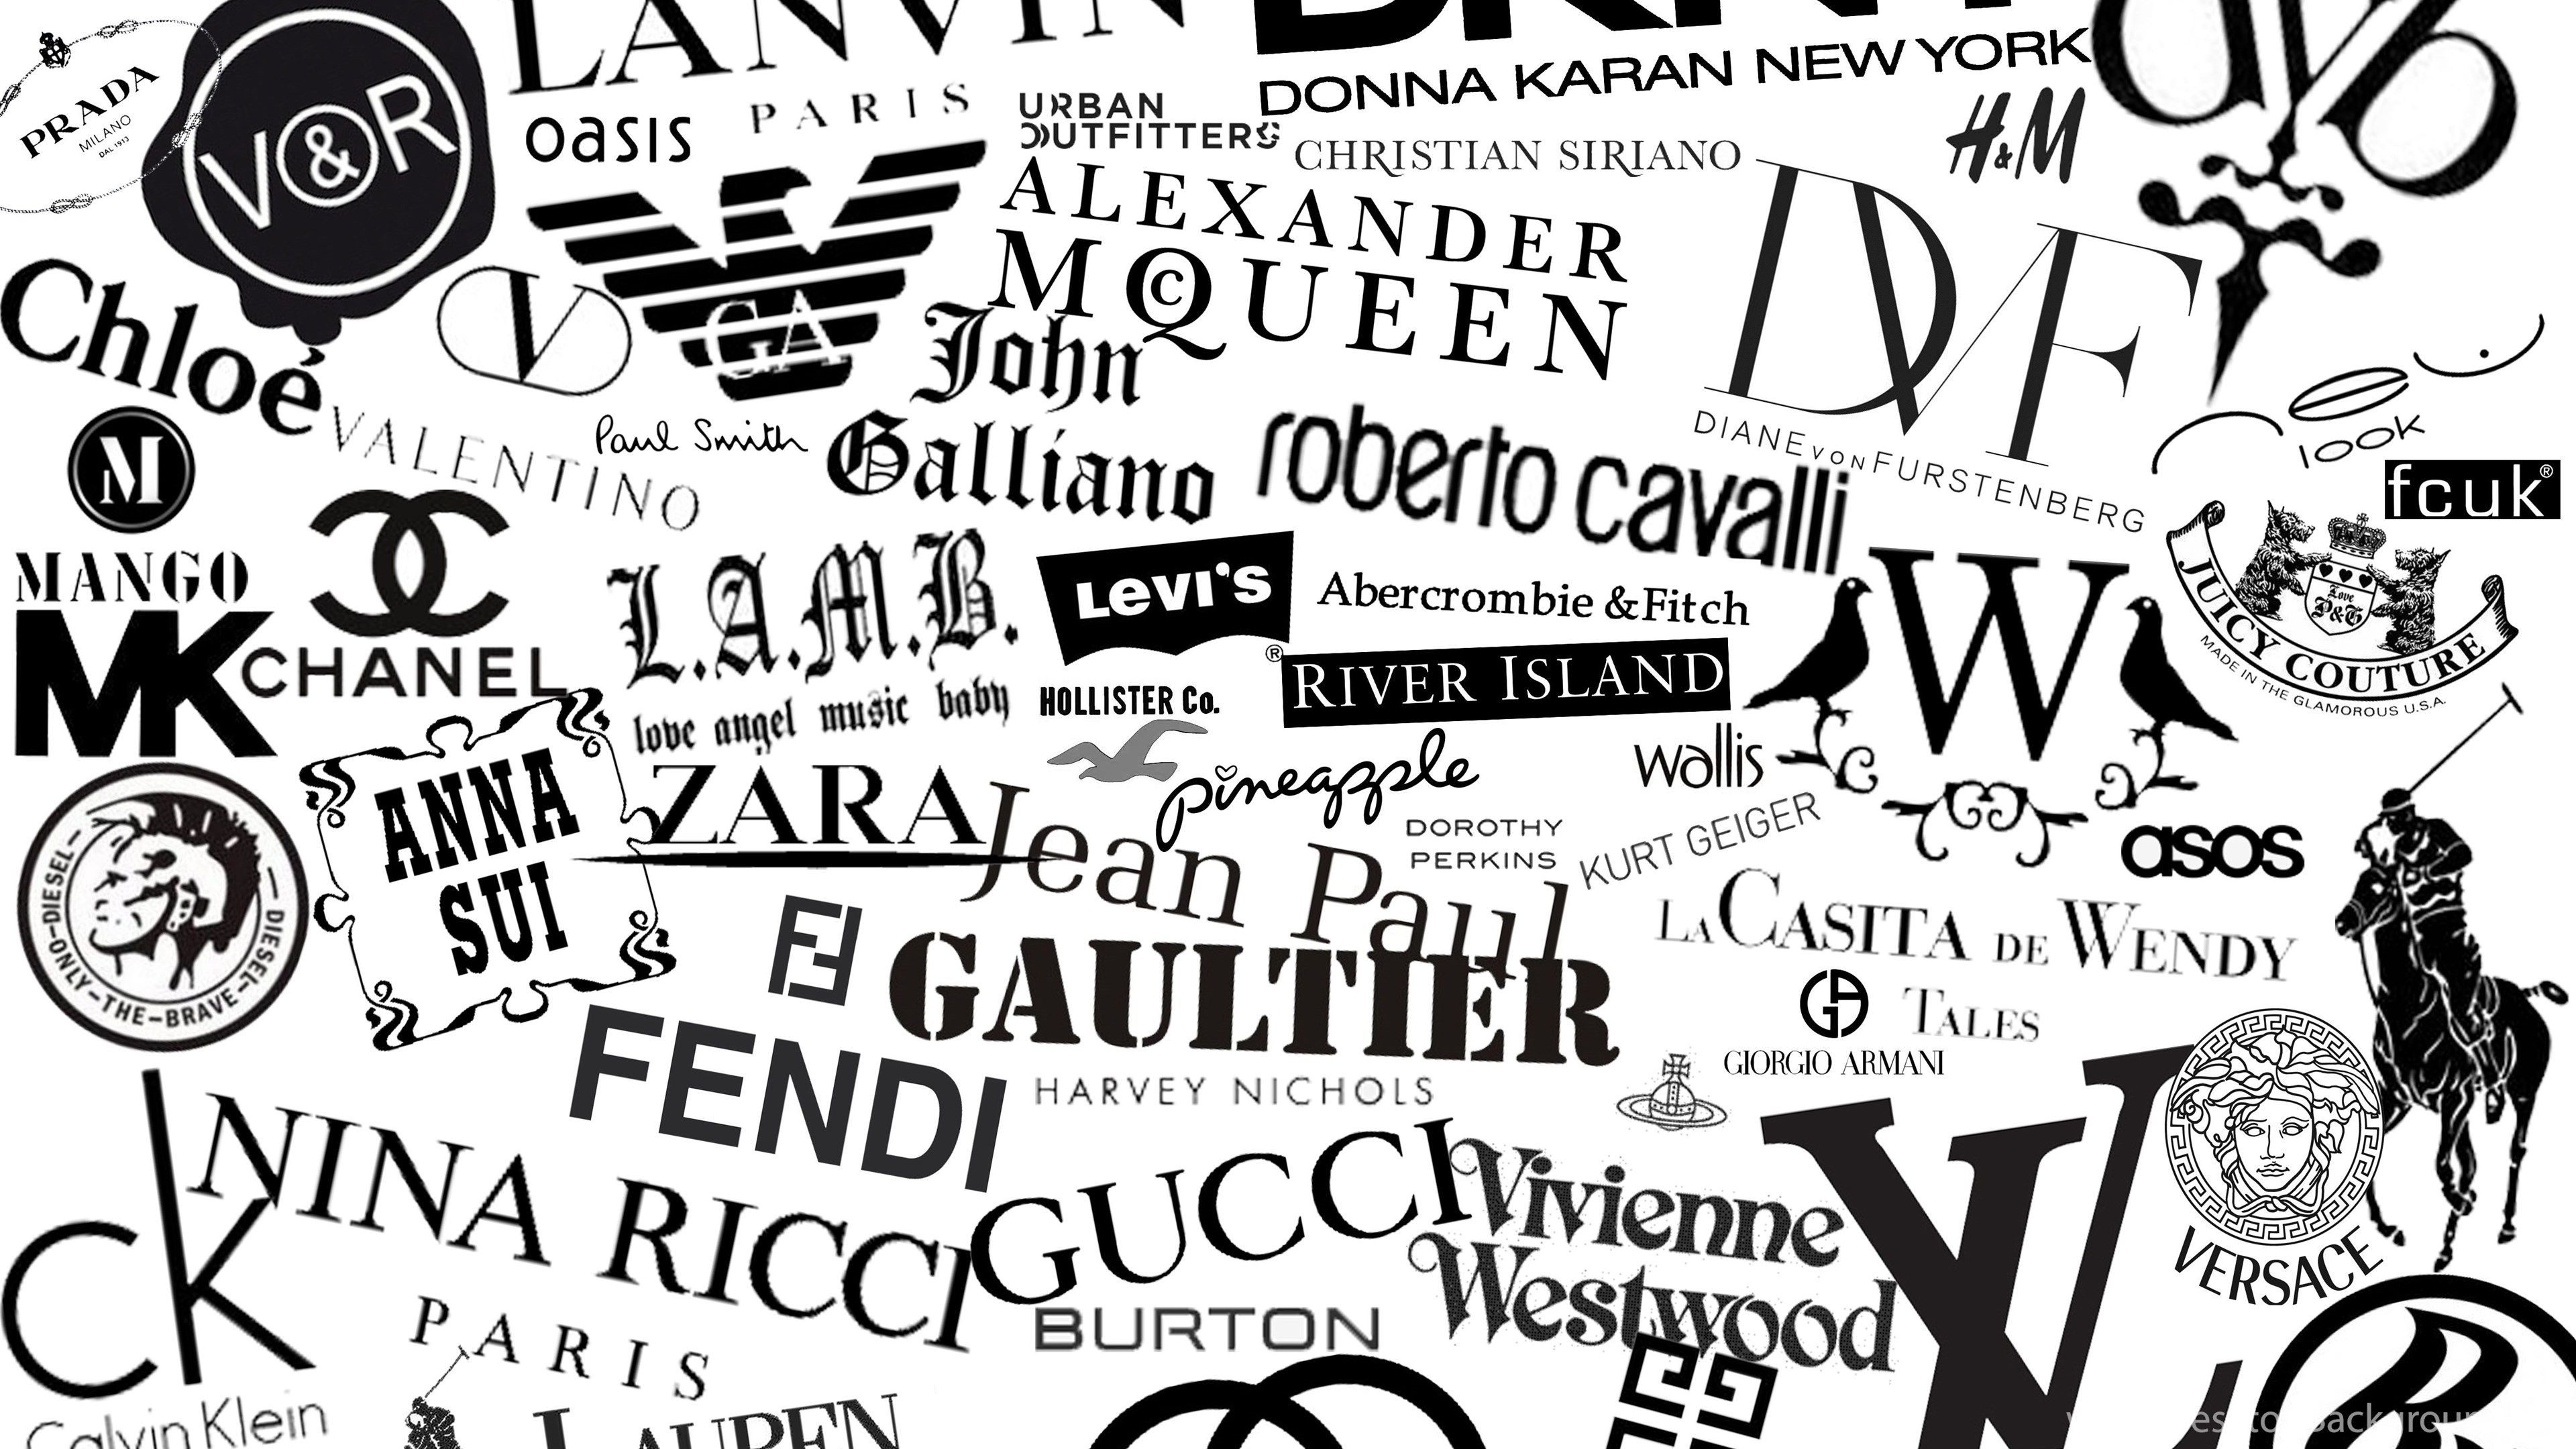 PRADA
MILANO
DAL 1913
V&R
LANVIN
PARIS
DKNY
DONNA KARAN NEW YORK
oasis
URBAN
OUTFITTERS
CHRISTIAN SIRIANO
H&M
dVb
ALEXANDER
McQUEEN
GA
DVF
DIANE VON FURSTENBERG
Chloé
V
VALENTINO
Paul Smith
John
Galliano
roberto cavalli
100K
fcuk®
M
MANGO
CHANEL
MK
L.A.M.B.
love angel music baby
LEVI'S
®
Abercrombie & Fitch
RIVER ISLAND
HOLLISTER Co.
W
Love
P&G
JUICY COUTURE
MADE IN THE GLAMOROUS U.S.A.
pineapple
wallis
ANNA
SUI
ZARA
DIESEL
DIESEL-ONLY-THE-BRAVE-
Jean Paul
GAULTIER
DOROTHY
PERKINS
KURT GEIGER
asos
LA CASITA DE WENDY
TALES
FENDI
GIORGIO ARMANI
HARVEY NICHOLS
cK
Calvin Klein
NINA RICCI
PARIS
GUCCI
BURTON
Vivienne
Westwood
LV
VERSACE
LAUREN